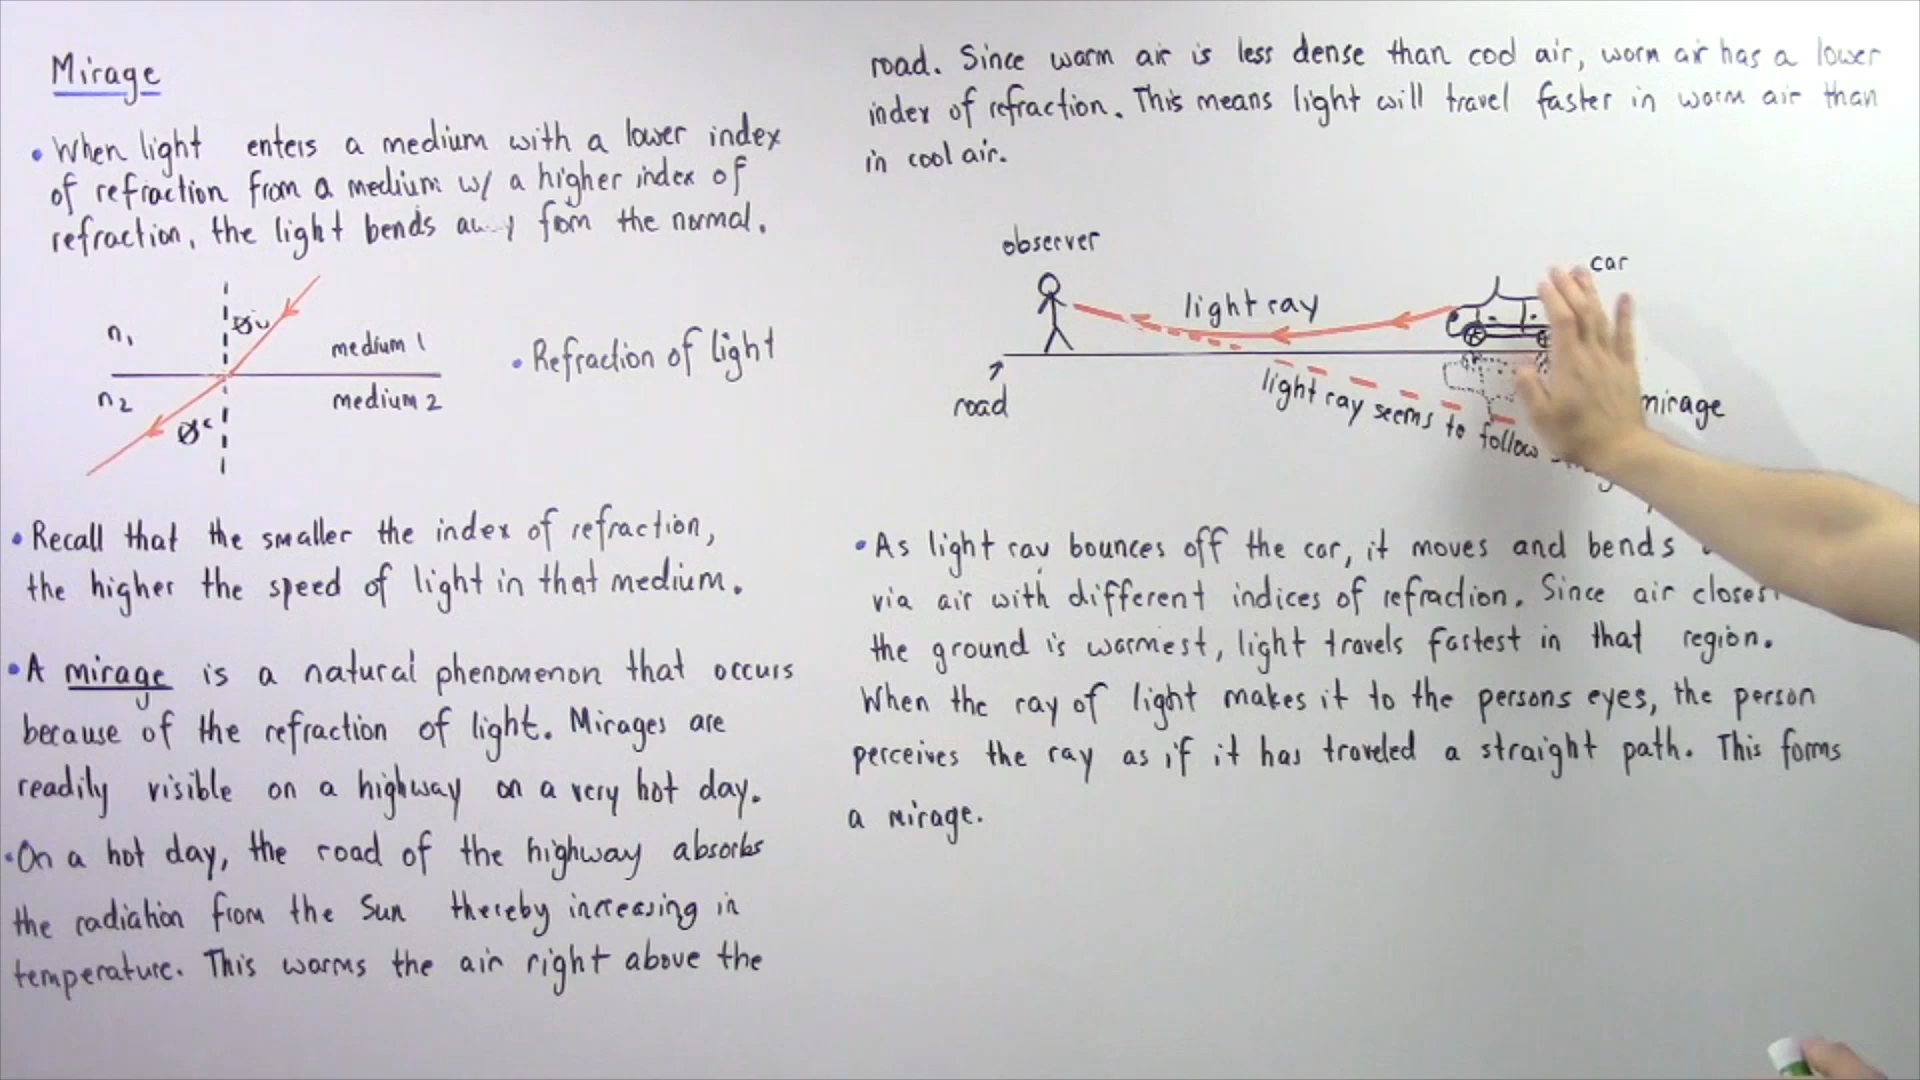 Mirage
• When light enters a medium with a lower index
of refraction from a medium w/ a higher index of
refraction, the light bends from the normal.
n₁
θi
medium 1
n₂
medium 2
• Refraction of light
• Recall that the smaller the index of refraction,
the higher the speed of light in that medium.
• A mirage is a natural phenomenon that occurs
because of the refraction of light. Mirages are
readily visible on a highway on a very hot day.
• On a hot day, the road of the highway absorbs
the radiation from the Sun thereby increasing in
temperature. This warms the air right above the
road. Since warm air is less dense than cool air, warm air has a lower
index of refraction. This means light will travel faster in warm air than
in cool air.
observer
car
light ray
road
light ray seems to follow
mirage
• As light ray bounces off the car, it moves and bends
via air with different indices of refraction. Since air closest
the ground is warmest, light travels fastest in that region.
When the ray of light makes it to the persons eyes, the person
perceives the ray as if it has traveled a straight path. This forms
a mirage.